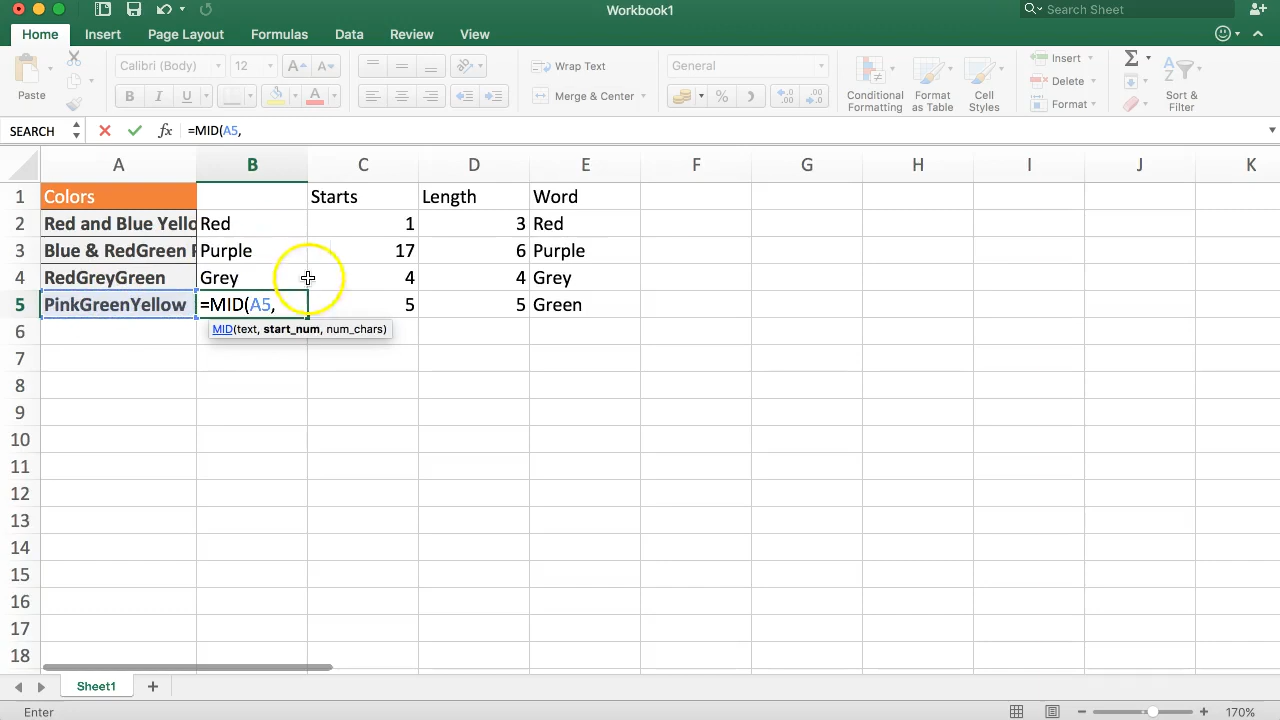 Workbook1
Search Sheet
Home Insert Page Layout Formulas Data Review View
Paste
Calibri (Body) 12 A A
B I U A
Wrap Text
Merge & Center
General
%
Conditional Formatting
Format as Table
Cell Styles
Insert
Delete
Format
Sort & Filter
SEARCH fx =MID(A5,
A B C D E F G H I J K
1 Colors Starts Length Word
2 Red and Blue Yello Red 1 3 Red
3 Blue & RedGreen P Purple 17 6 Purple
4 RedGreyGreen Grey 4 4 Grey
5 PinkGreenYellow =MID(A5, 5 5 Green
6 MID(text, start_num, num_chars)
7
8
9
10
11
12
13
14
15
16
17
18
Sheet1 +
Enter 170%